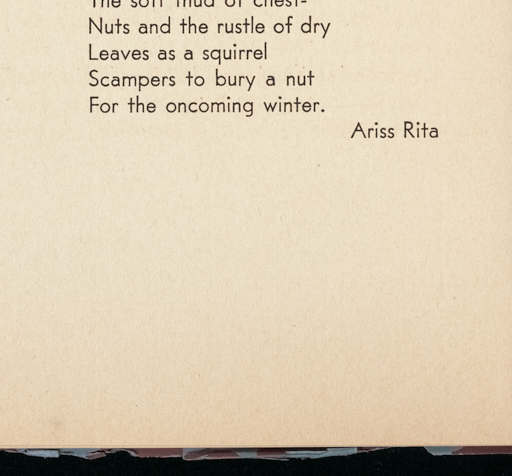 The soft thud of chest-
Nuts and the rustle of dry
Leaves as a squirrel
Scampers to bury a nut
For the oncoming winter.
Ariss Rita